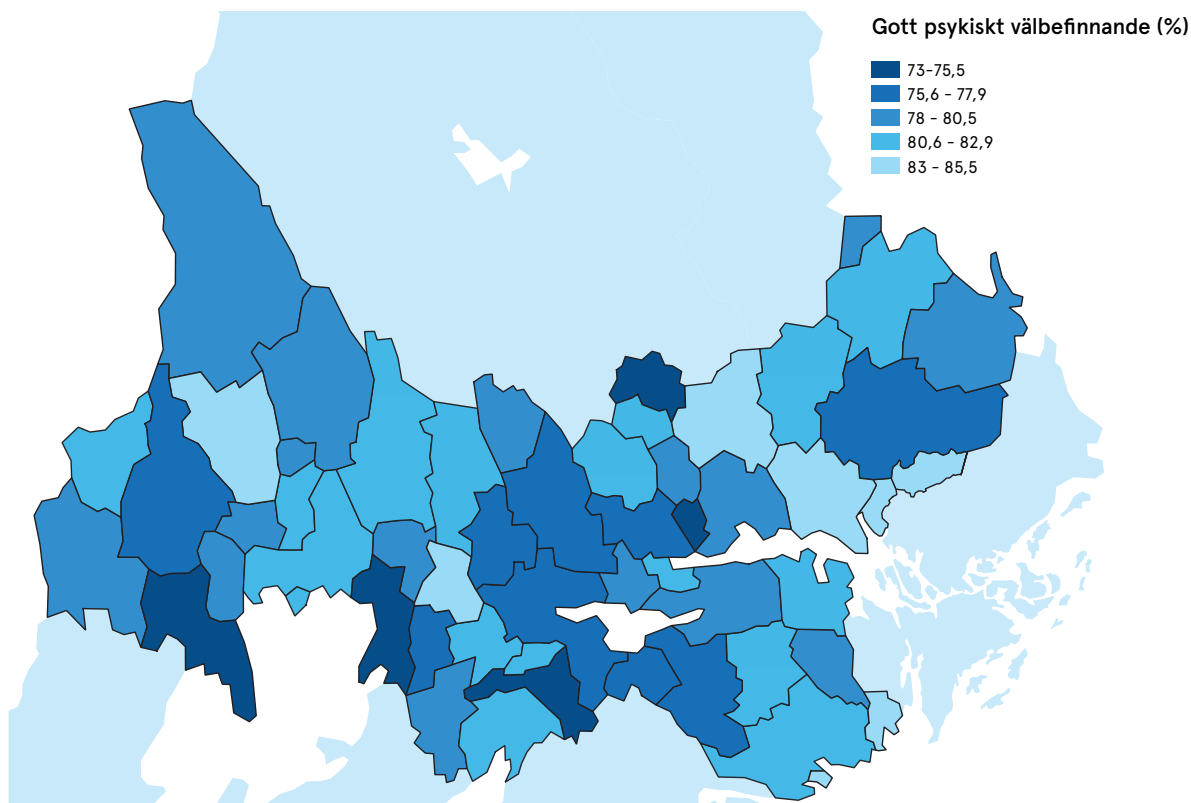 Gott psykiskt välbefinnande (%)
73-75,5
75,6 - 77,9
78 - 80,5
80,6 - 82,9
83 - 85,5